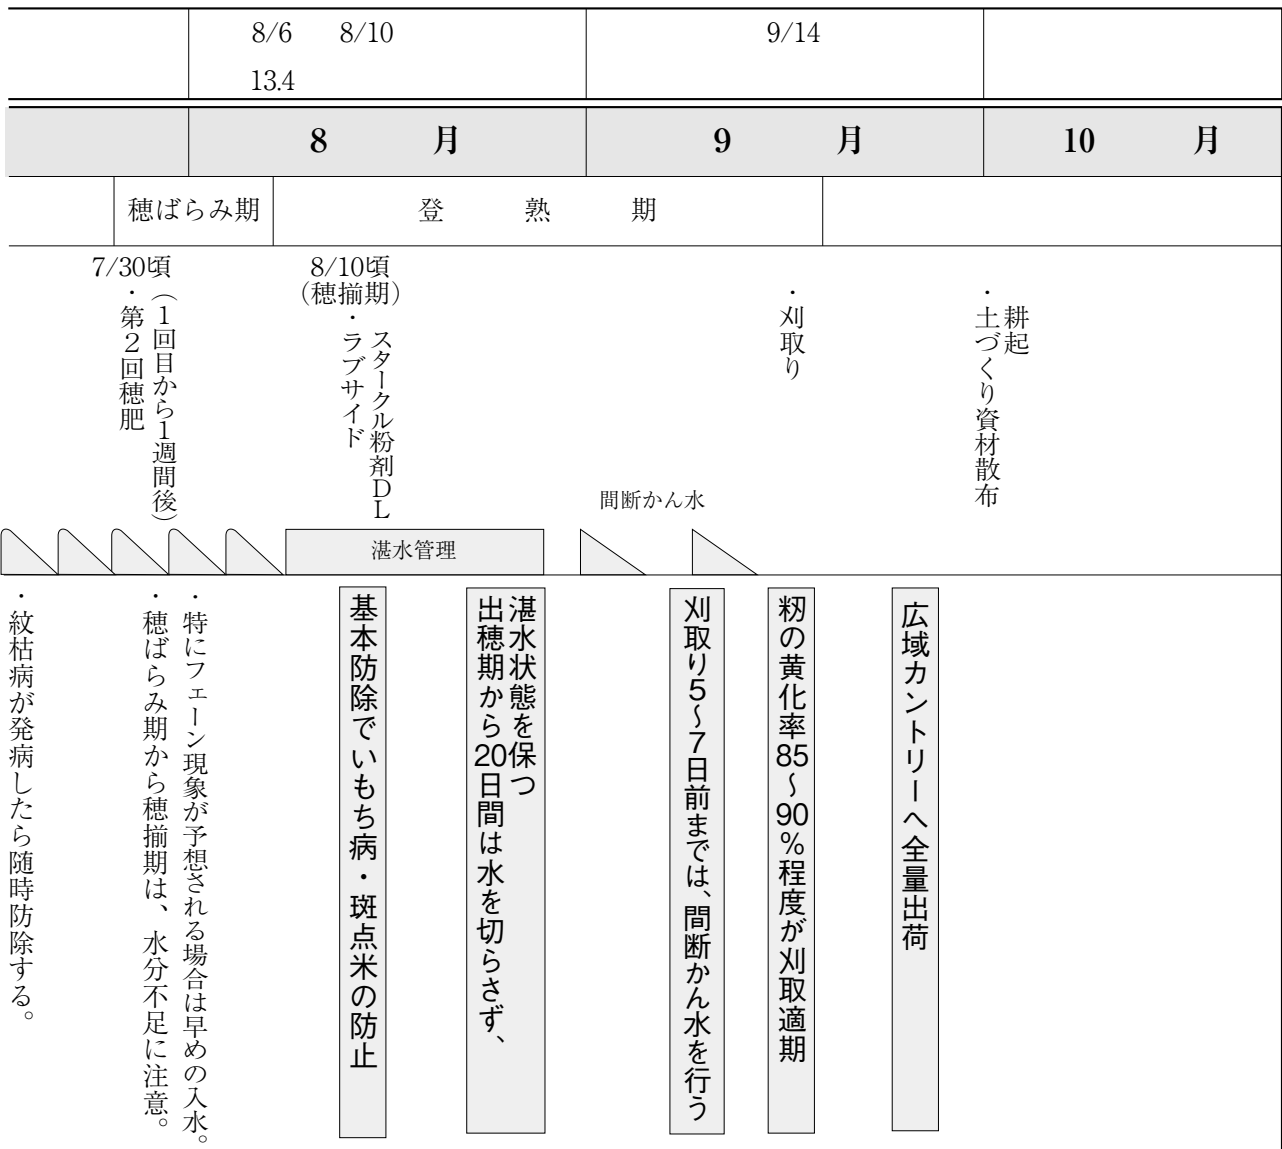 8/6 8/10 9/14
13.4
8月 9月 10月
穂ばらみ期 登熟期
7/30頃
・第2回穂肥
（1回目から1週間後）
8/10頃
（穂揃期）
・ラブサイド
スタークル粉剤DL
・刈取り
・土づくり資材散布
耕起
間断かん水
湛水管理
・特にフェーン現象が予想される場合は早めの入水。
・穂ばらみ期から穂揃期は、水分不足に注意。
・紋枯病が発病したら随時防除する。
基本防除でいもち病・斑点米の防止
出穂期から20日間は水を切らさず、
湛水状態を保つ
刈取り5〜7日前までは、間断かん水を行う
籾の黄化率85〜90％程度が刈取適期
広域カントリーへ全量出荷